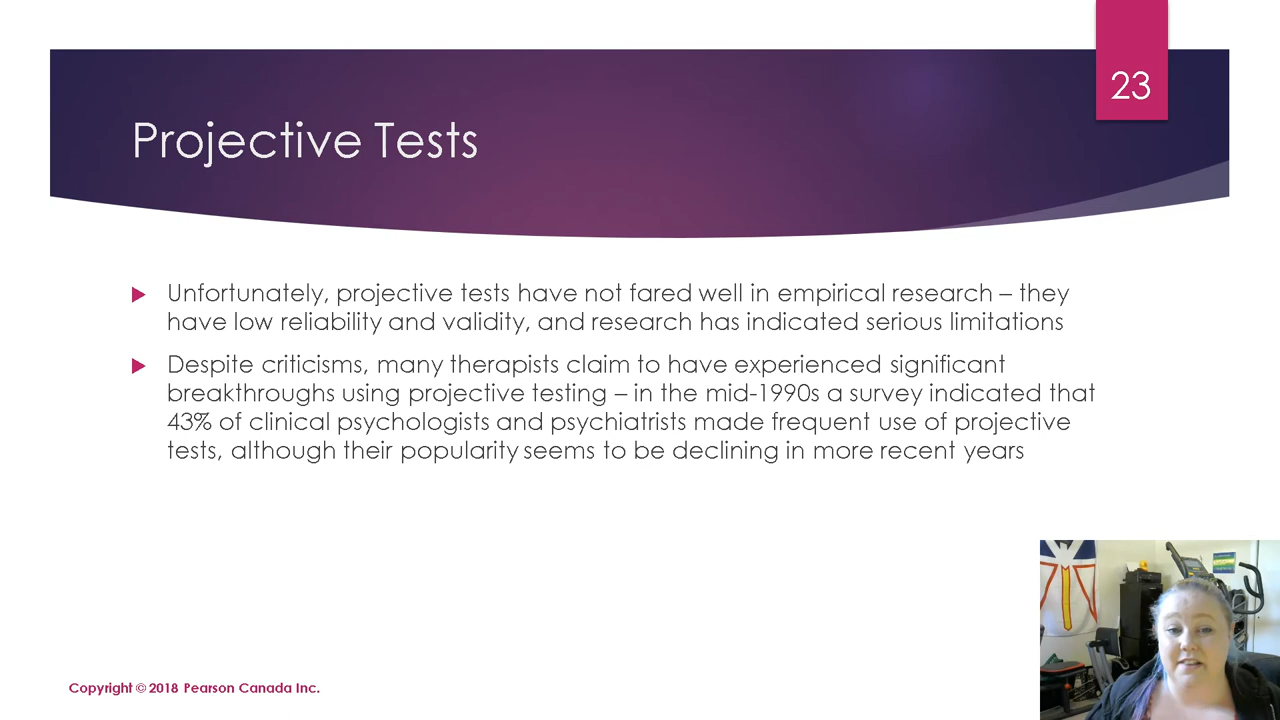 23
Projective Tests
Unfortunately, projective tests have not fared well in empirical research – they
have low reliability and validity, and research has indicated serious limitations
Despite criticisms, many therapists claim to have experienced significant
breakthroughs using projective testing – in the mid-1990s a survey indicated that
43% of clinical psychologists and psychiatrists made frequent use of projective
tests, although their popularity seems to be declining in more recent years
Copyright © 2018 Pearson Canada Inc.